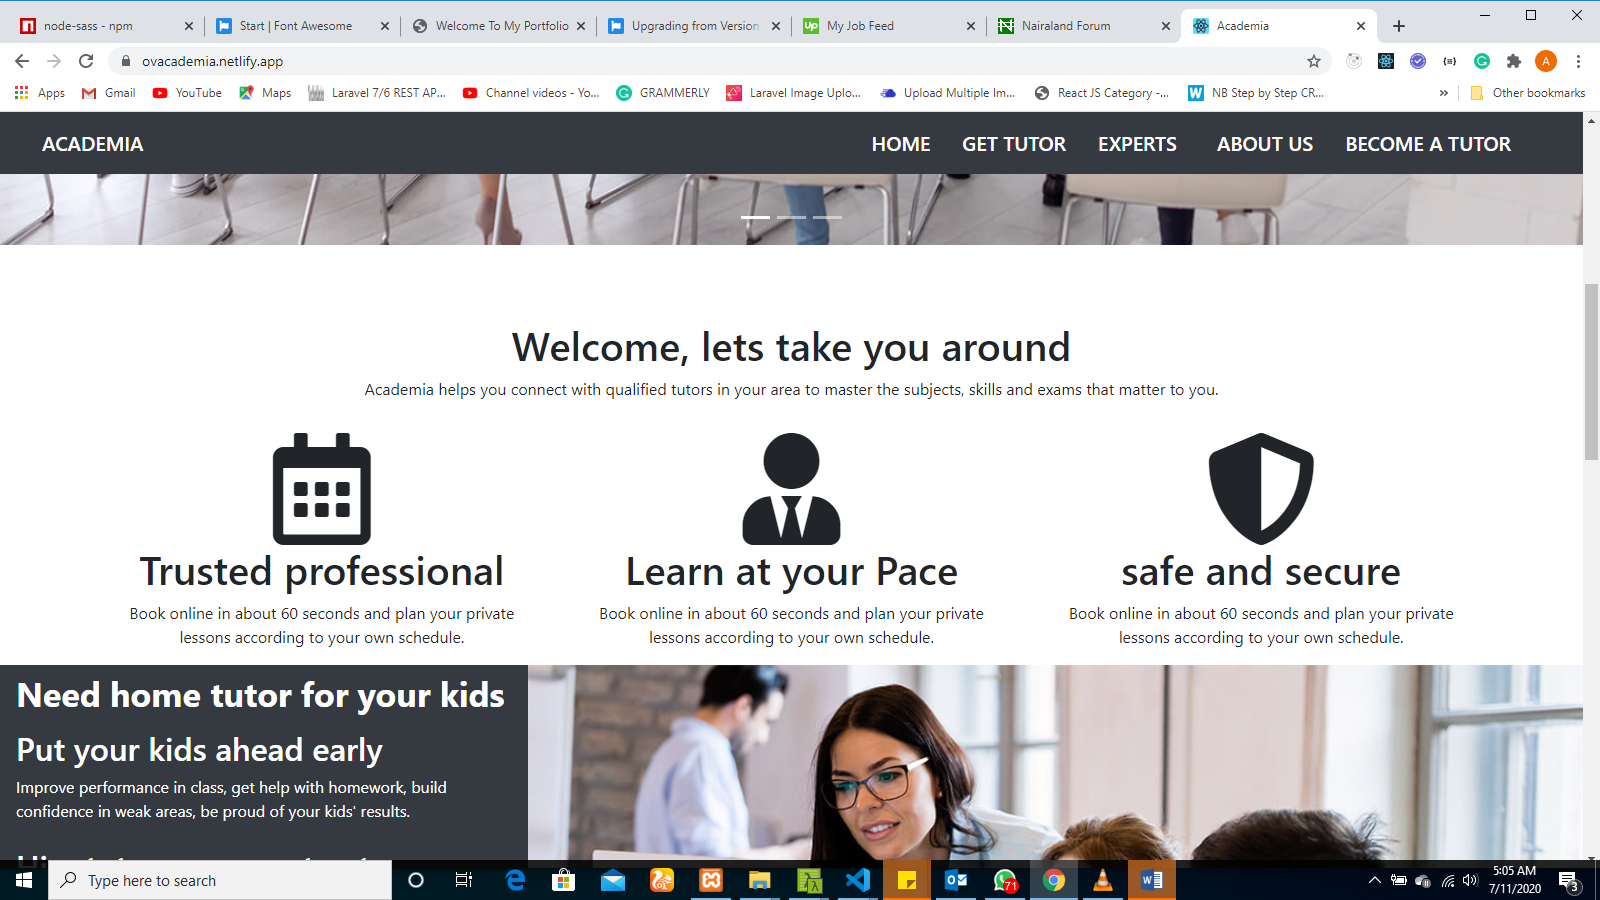 node-sass - npm
Start | Font Awesome
Welcome To My Portfolio
Upgrading from Version
My Job Feed
Nairaland Forum
Academia
ovacademia.netlify.app
A
Apps
Gmail
YouTube
Maps
Laravel 7/6 REST AP...
Channel videos - Yo...
GRAMMERLY
Laravel Image Uplo...
Upload Multiple Im...
React JS Category -...
NB Step by Step CR...
»
Other bookmarks
ACADEMIA
HOME
GET TUTOR
EXPERTS
ABOUT US
BECOME A TUTOR
Welcome, lets take you around
Academia helps you connect with qualified tutors in your area to master the subjects, skills and exams that matter to you.
Trusted professional
Book online in about 60 seconds and plan your private
lessons according to your own schedule.
Learn at your Pace
Book online in about 60 seconds and plan your private
lessons according to your own schedule.
safe and secure
Book online in about 60 seconds and plan your private
lessons according to your own schedule.
Need home tutor for your kids
Put your kids ahead early
Improve performance in class, get help with homework, build
confidence in weak areas, be proud of your kids' results.
Type here to search
71
5:05 AM
7/11/2020
3